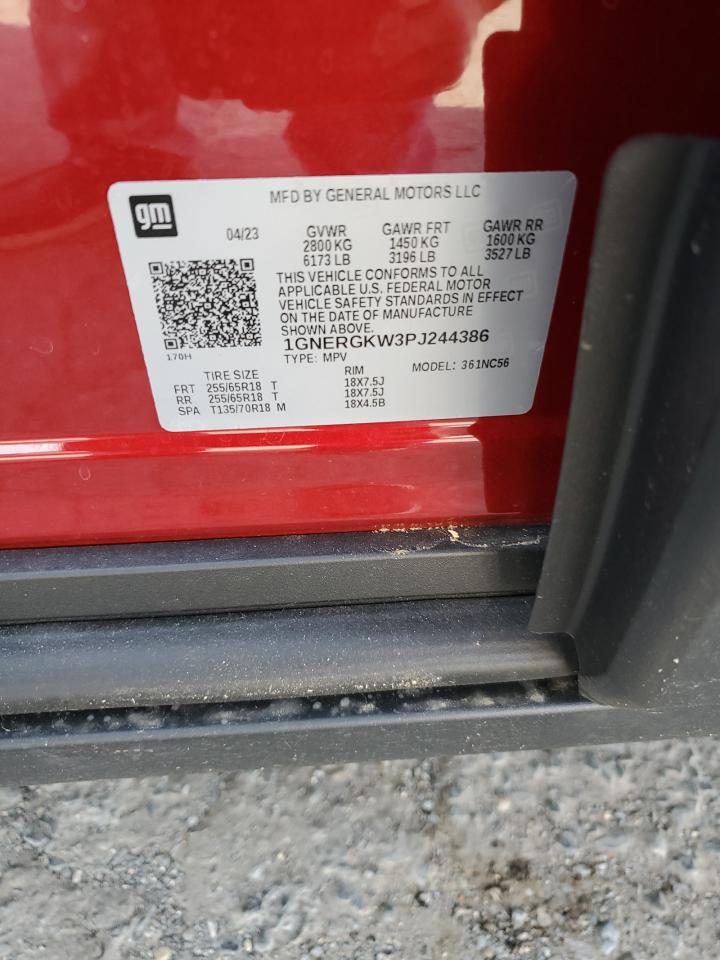 MFD BY GENERAL MOTORS LLC
gm
04/23 GVWR GAWR FRT GAWR RR
2800 KG 1450 KG 1600 KG
6173 LB 3196 LB 3527 LB
THIS VEHICLE CONFORMS TO ALL
APPLICABLE U.S. FEDERAL MOTOR
VEHICLE SAFETY STANDARDS IN EFFECT
ON THE DATE OF MANUFACTURE
SHOWN ABOVE.
170H
1GNERGKW3PJ244386
TYPE: MPV MODEL: 361NC56
TIRE SIZE RIM
FRT 255/65R18 T 18X7.5J
RR 255/65R18 T 18X7.5J
SPA T135/70R18 M 18X4.5B